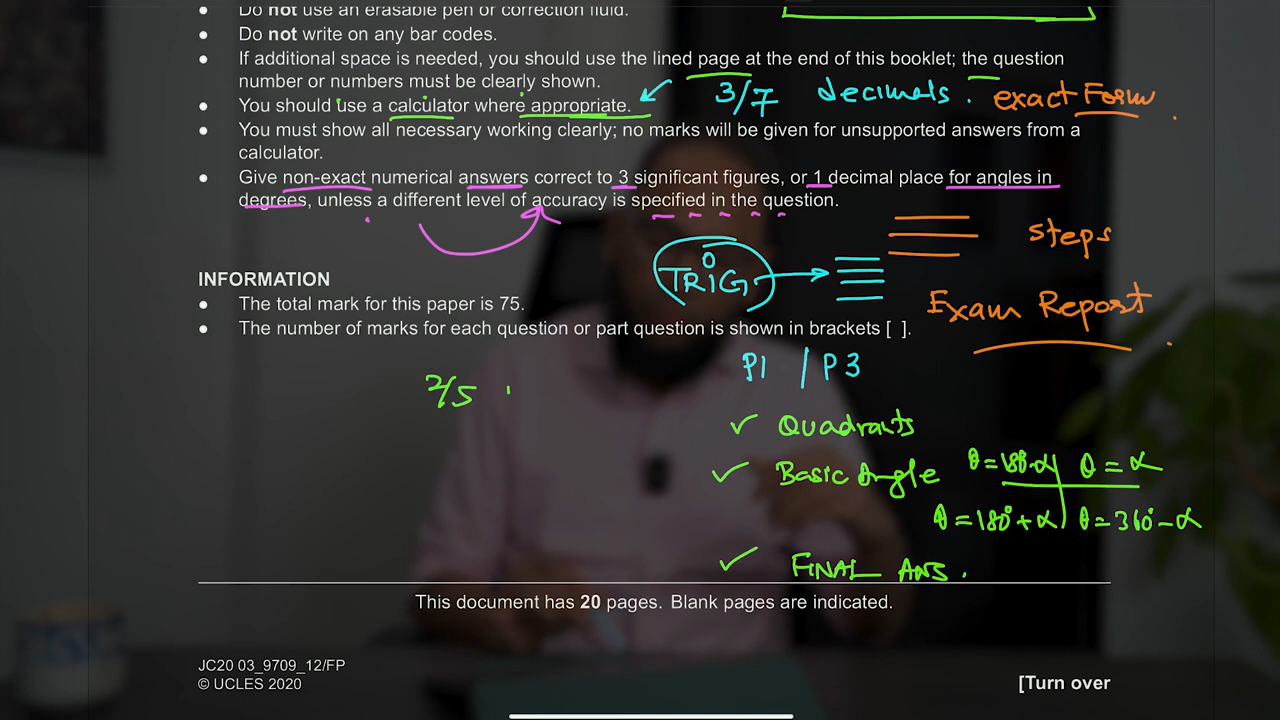 • Do not use an erasable pen or correction fluid.
• Do not write on any bar codes.
• If additional space is needed, you should use the lined page at the end of this booklet; the question
number or numbers must be clearly shown.
3/7 decimals. exact Form.
• You should use a calculator where appropriate.
• You must show all necessary working clearly; no marks will be given for unsupported answers from a
calculator.
• Give non-exact numerical answers correct to 3 significant figures, or 1 decimal place for angles in
degrees, unless a different level of accuracy is specified in the question.
steps
TRIG
INFORMATION
• The total mark for this paper is 75.
Exam Report
• The number of marks for each question or part question is shown in brackets [ ].
P1 / P3
2/5
✓ Quadrants
✓ Basic Angle θ = 180-α θ = α
θ = 180°+α θ = 360°-α
✓ FINAL ANS.
This document has 20 pages. Blank pages are indicated.
JC20 03_9709_12/FP
© UCLES 2020
[Turn over